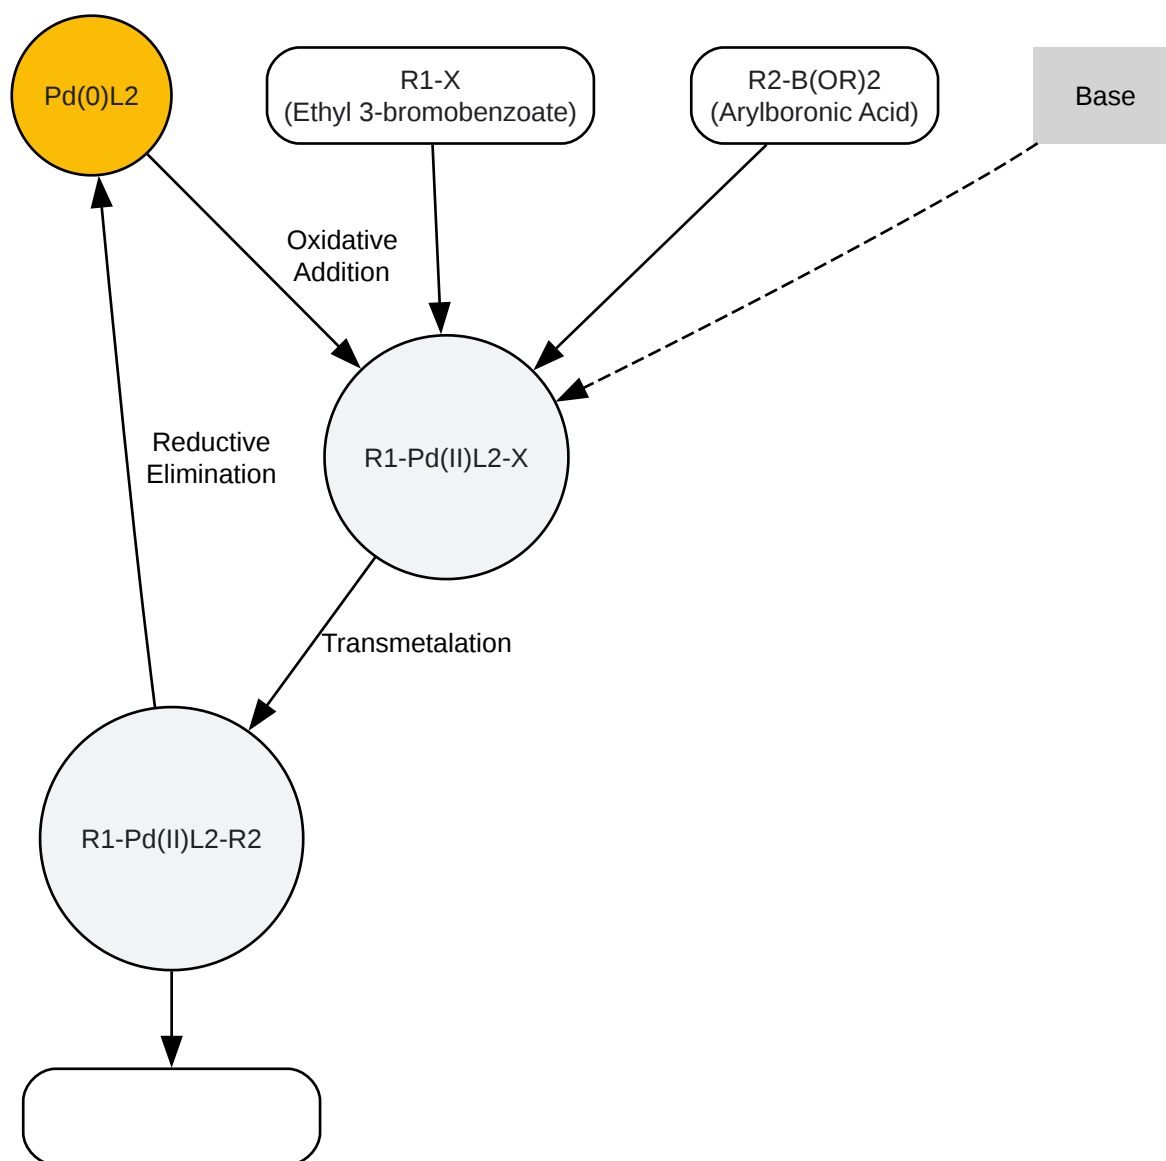 Pd(0)L2
R1-X
(Ethyl 3-bromobenzoate)
R2-B(OR)2
(Arylboronic Acid)
Base
Oxidative
Addition
Reductive
Elimination
R1-Pd(II)L2-X
Transmetalation
R1-Pd(II)L2-R2